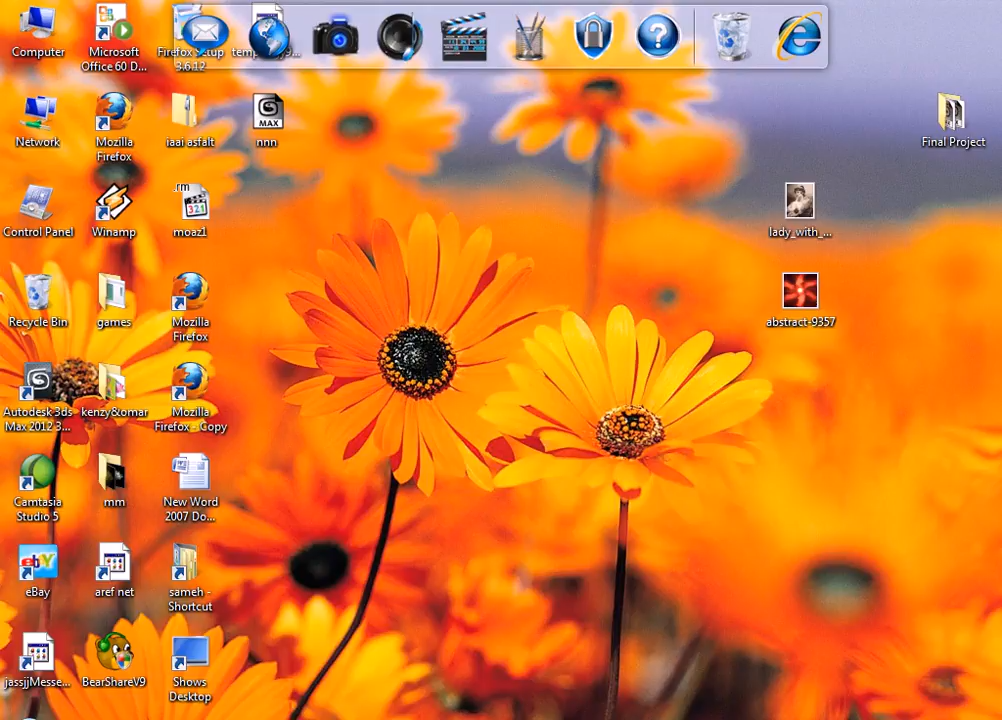 Computer
Microsoft
Office 60 D...
Firefox Setup
3.6.12
Network
Mozilla
Firefox
iaai asfalt
MAX
nnn
Final Project
Control Panel
Winamp
.rm
321
moaz1
lady_with_...
Recycle Bin
games
Mozilla
Firefox
abstract-9357
Autodesk 3ds
Max 2012 3...
kenzy&omar
Mozilla
Firefox - Copy
Camtasia
Studio 5
mm
New Word
2007 Do...
ebY
eBay
aref net
sameh -
Shortcut
jassjjMesse...
BearShareV9
Shows
Desktop